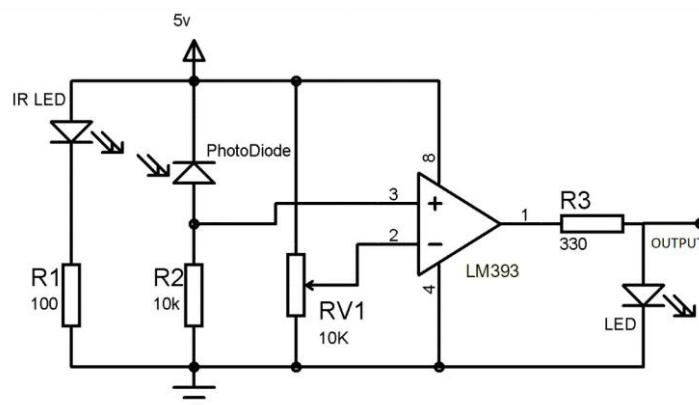 5v
IR LED
PhotoDiode
8
3
+
R3
1
2
−
330
OUTPUT
R1
R2
LM393
100
10k
RV1
4
LED
10K